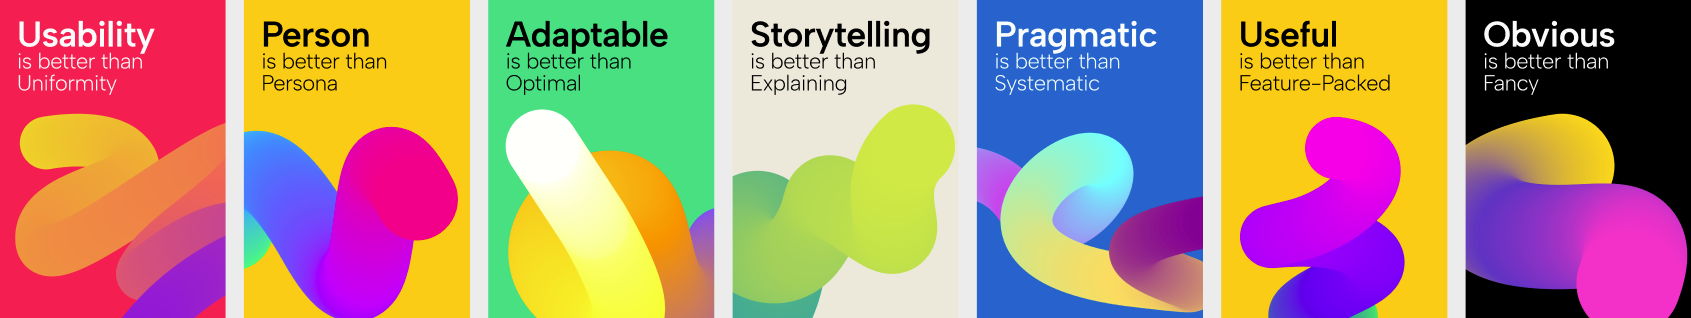 Usability
is better than
Uniformity
Person
is better than
Persona
Adaptable
is better than
Optimal
Storytelling
is better than
Explaining
Pragmatic
is better than
Systematic
Useful
is better than
Feature-Packed
Obvious
is better than
Fancy